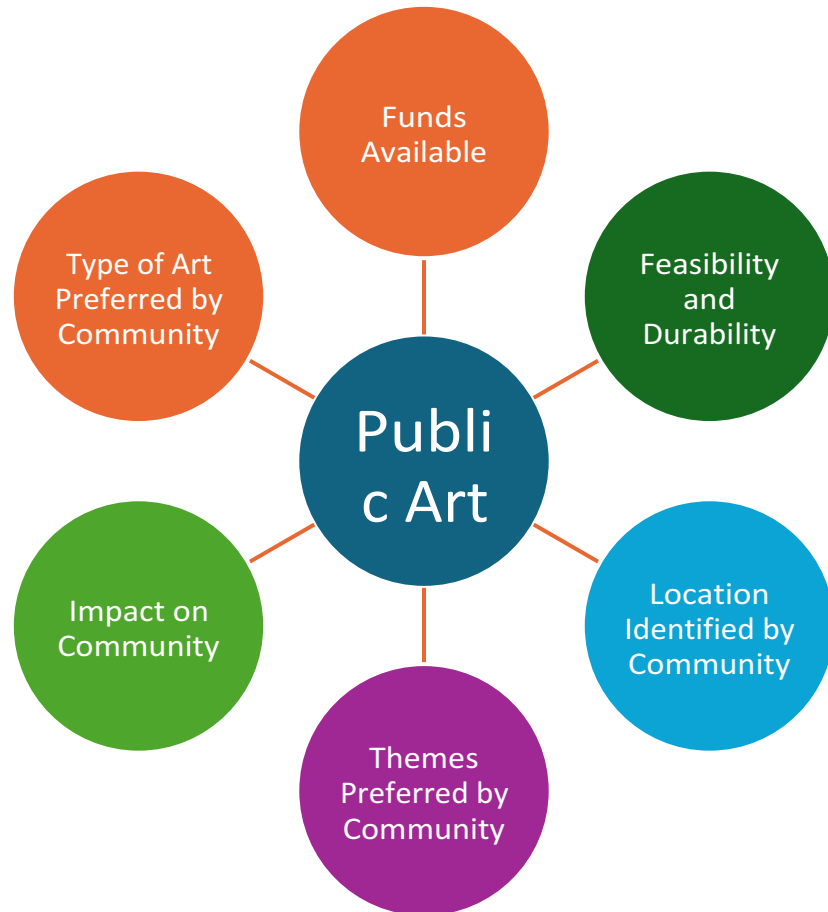 Funds
Available
Feasibility
and
Durability
Location
Identified by
Community
Themes
Preferred by
Community
Impact on
Community
Type of Art
Preferred by
Community
Publi
c Art